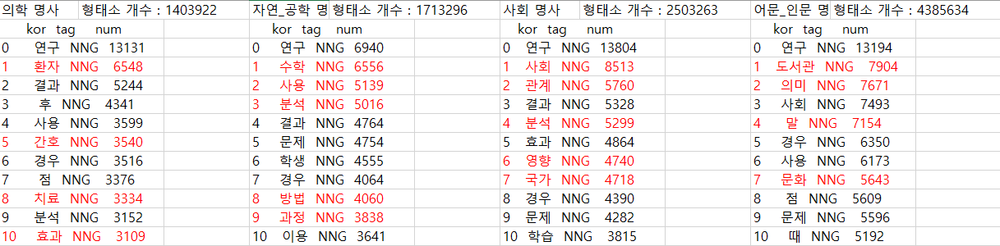 의학 명사 형태소 개수 : 1403922 자연_공학 명 형태소 개수 : 1713296 사회 명사 형태소 개수 : 2503263 어문_인문 명 형태소 개수 : 4385634
kor tag num kor tag num kor tag num kor tag num
0 연구 NNG 13131 0 연구 NNG 6940 0 연구 NNG 13804 0 연구 NNG 13194
1 환자 NNG 6548 1 수학 NNG 6556 1 사회 NNG 8513 1 도서관 NNG 7904
2 결과 NNG 5244 2 사용 NNG 5139 2 관계 NNG 5760 2 의미 NNG 7671
3 후 NNG 4341 3 분석 NNG 5016 3 결과 NNG 5328 3 사회 NNG 7493
4 사용 NNG 3599 4 결과 NNG 4764 4 분석 NNG 5299 4 말 NNG 7154
5 간호 NNG 3540 5 문제 NNG 4754 5 효과 NNG 4864 5 경우 NNG 6350
6 경우 NNG 3516 6 학생 NNG 4555 6 영향 NNG 4740 6 사용 NNG 6173
7 점 NNG 3376 7 경우 NNG 4064 7 국가 NNG 4718 7 문화 NNG 5643
8 치료 NNG 3334 8 방법 NNG 4060 8 경우 NNG 4390 8 점 NNG 5609
9 분석 NNG 3152 9 과정 NNG 3838 9 문제 NNG 4282 9 문제 NNG 5596
10 효과 NNG 3109 10 이용 NNG 3641 10 학습 NNG 3815 10 때 NNG 5192